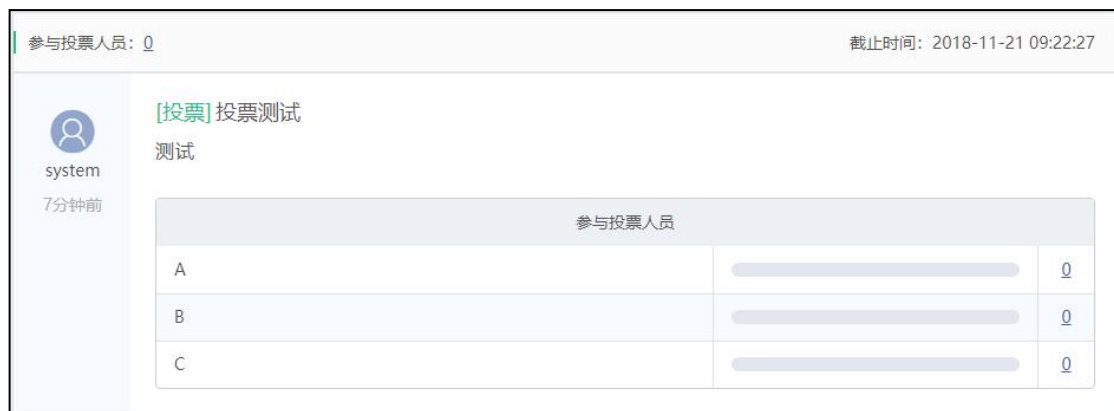 参与投票人员：0
截止时间：2018-11-21 09:22:27
[投票]投票测试
测试
system
7分钟前
参与投票人员
A 0
B 0
C 0